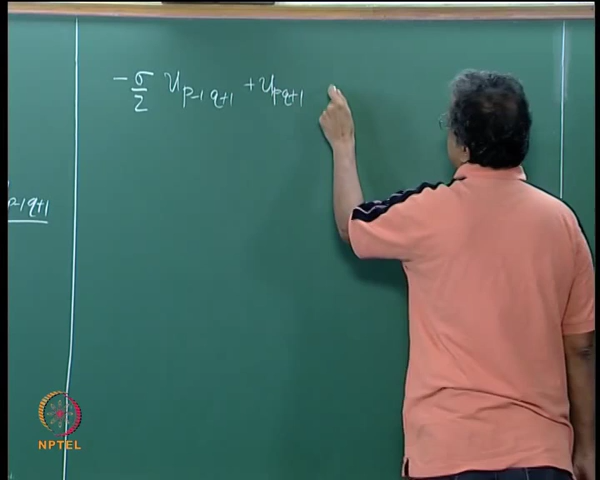 -σ/2 u_{p-1 q+1} + u_{p q+1}
p-1 q+1
NPTEL